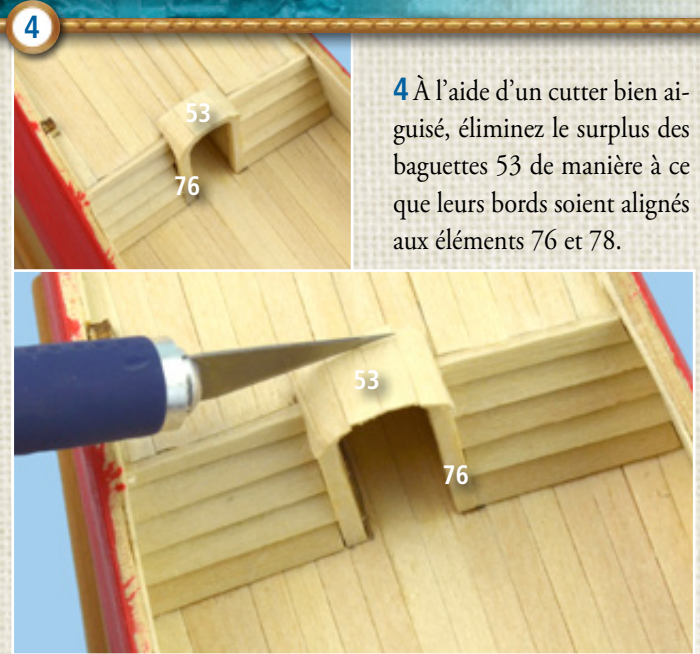 4
53
76
4 À l’aide d’un cutter bien ai-
guisé, éliminez le surplus des
baguettes 53 de manière à ce
que leurs bords soient alignés
aux éléments 76 et 78.
53
76